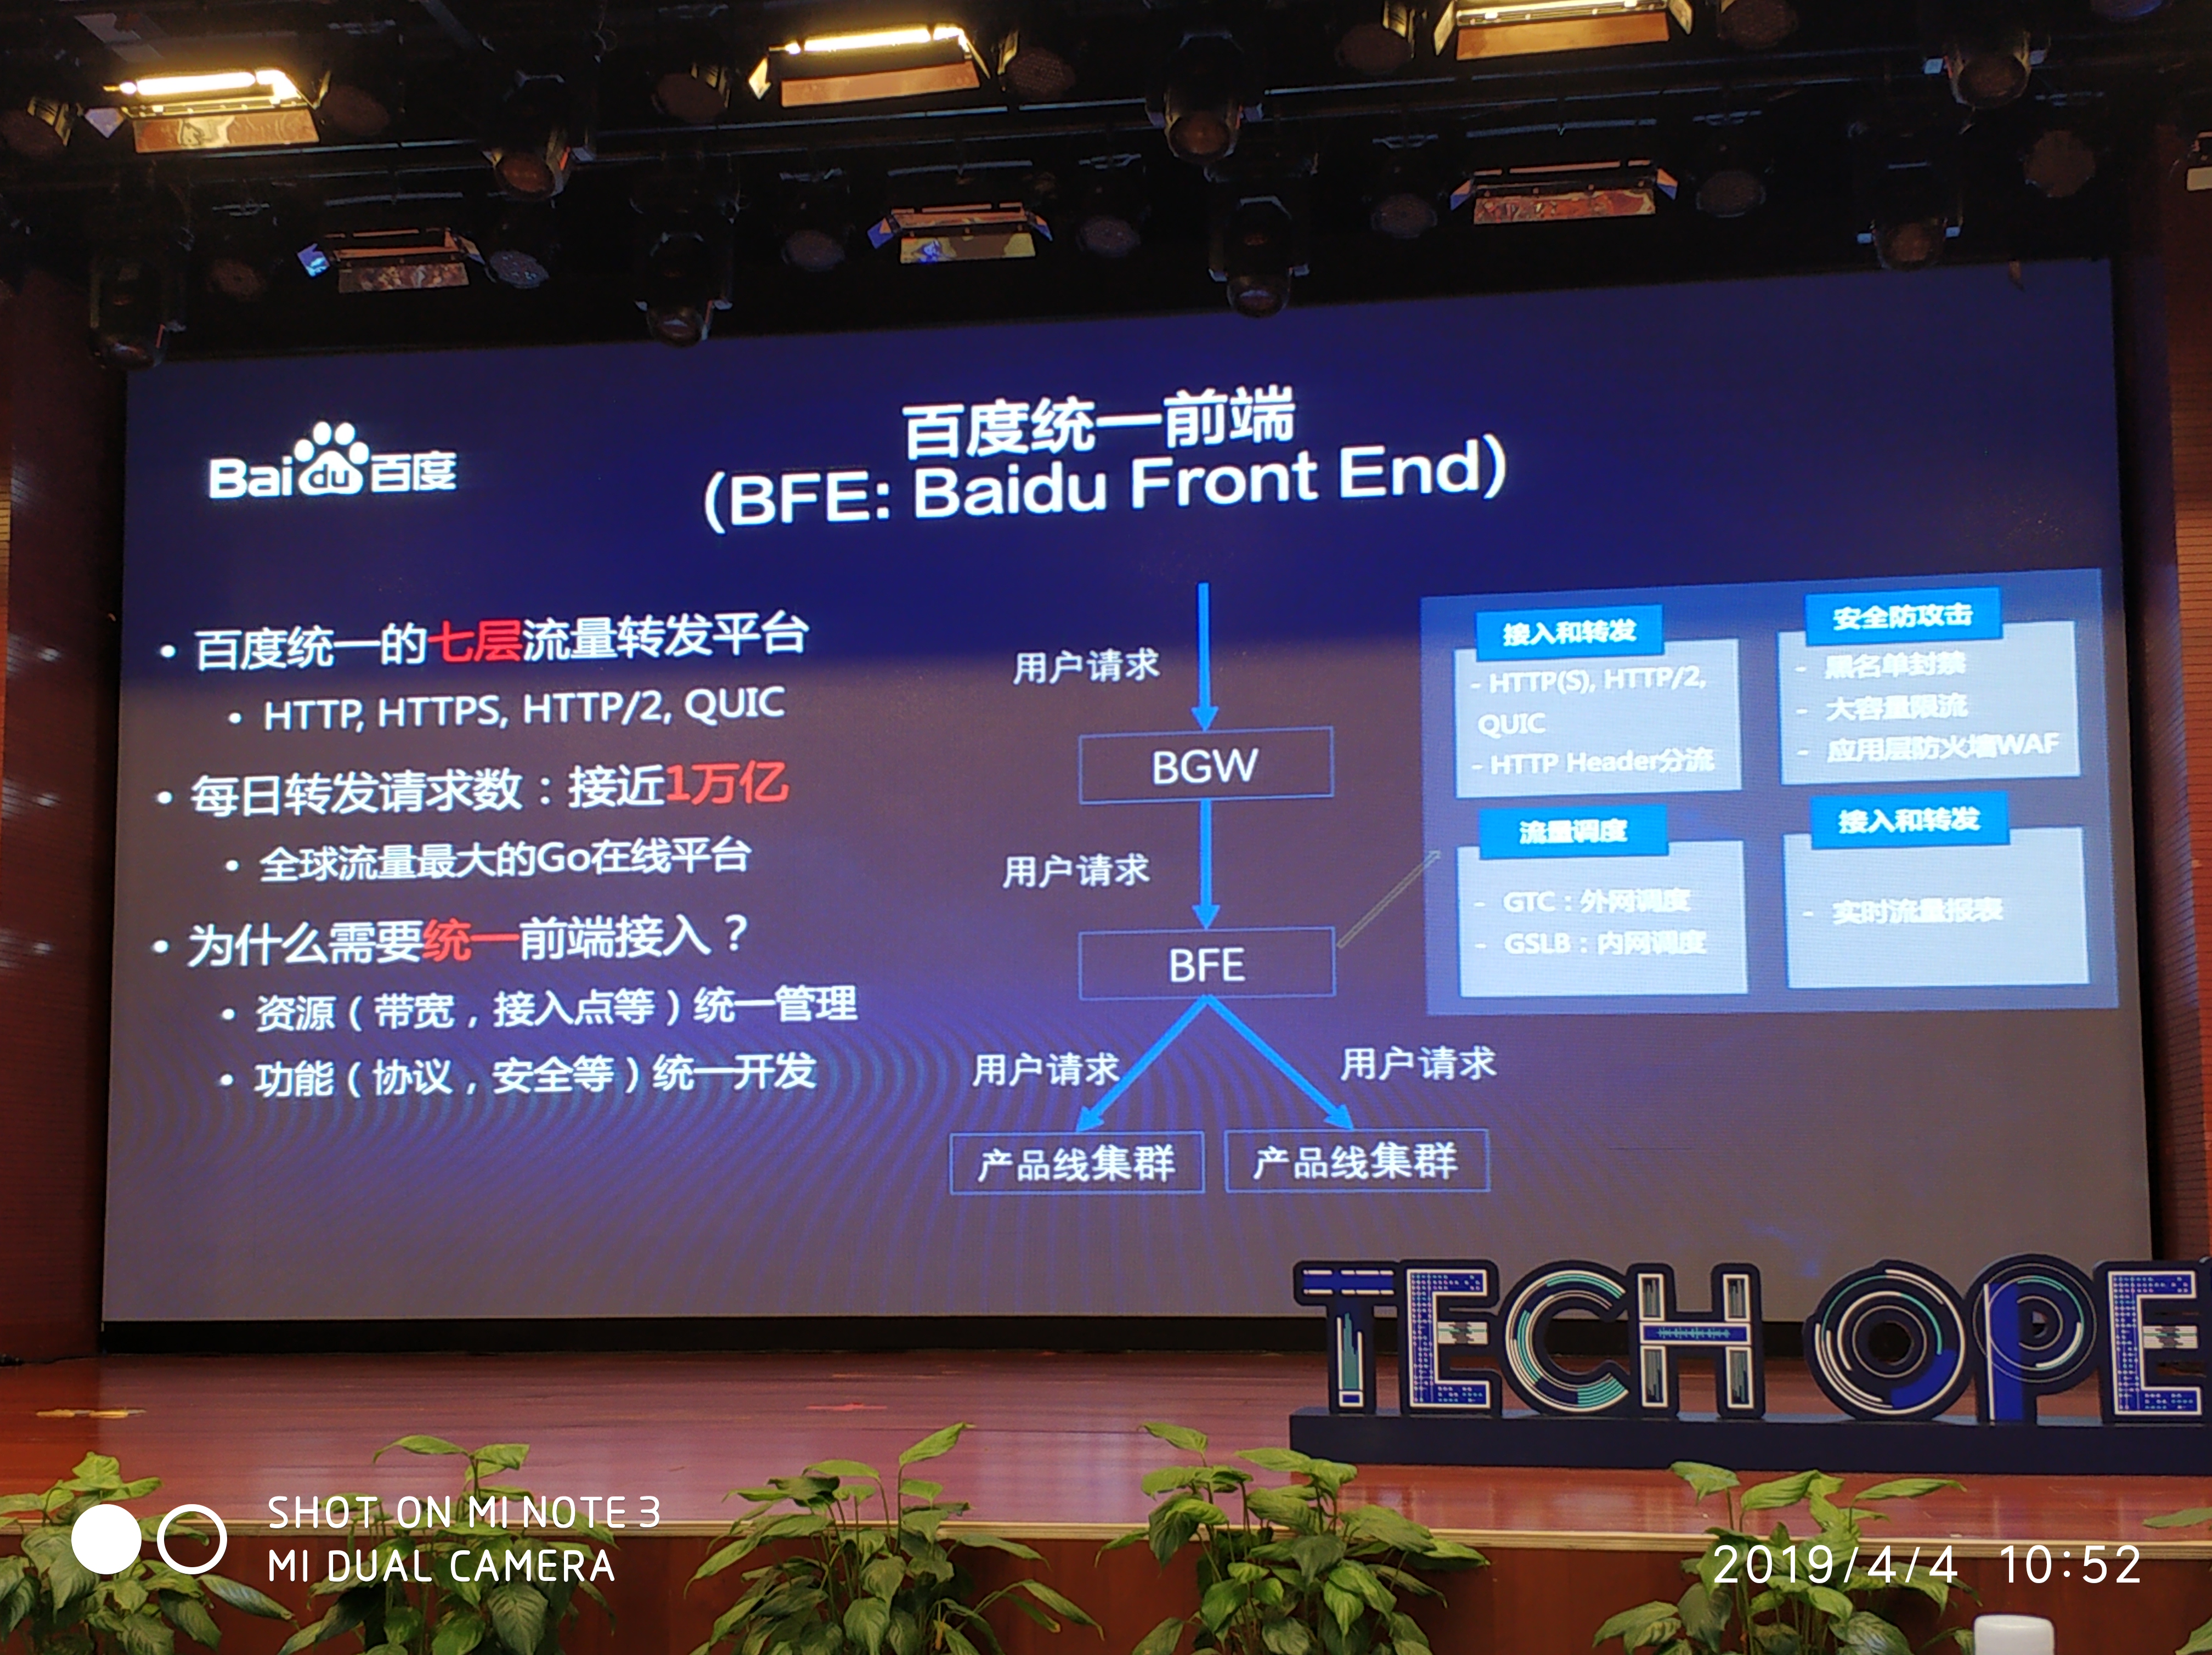 Bai du 百度
百度统一前端
(BFE: Baidu Front End)
• 百度统一的七层流量转发平台
• HTTP, HTTPS, HTTP/2, QUIC
• 每日转发请求数：接近1万亿
• 全球流量最大的Go在线平台
• 为什么需要统一前端接入？
• 资源（带宽，接入点等）统一管理
• 功能（协议，安全等）统一开发
用户请求
BGW
用户请求
BFE
用户请求
用户请求
产品线集群
产品线集群
接入和转发
- HTTP(S), HTTP/2,
QUIC
- HTTP Header分流
安全防攻击
- 黑名单封禁
- 大容量限流
- 应用层防火墙WAF
流量调度
- GTC：外网调度
- GSLB：内网调度
接入和转发
- 实时流量报表
TECH OPE
SHOT ON MI NOTE 3
MI DUAL CAMERA
2019/4/4 10:52